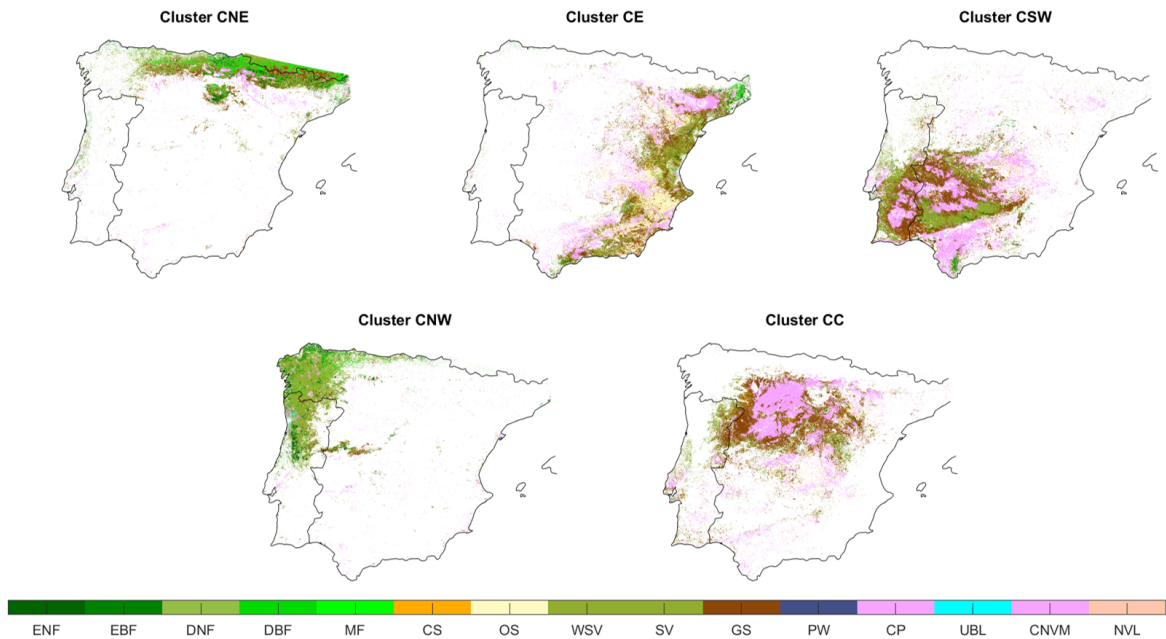 Cluster CNE
Cluster CE
Cluster CSW
Cluster CNW
Cluster CC
ENF EBF DNF DBF MF CS OS WSV SV GS PW CP UBL CNVM NVL